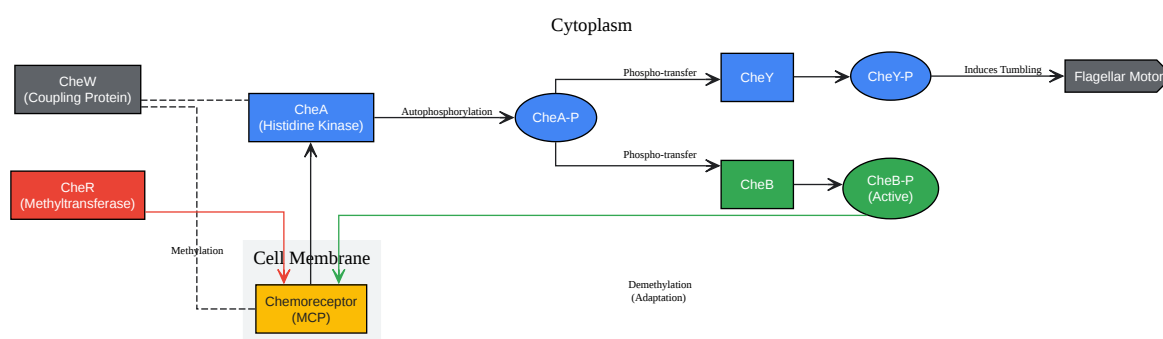 Cytoplasm
CheW
(Coupling Protein)
CheA
(Histidine Kinase)
Autophosphorylation
CheA-P
Phospho-transfer
CheY
CheY-P
Induces Tumbling
Flagellar Motor
Phospho-transfer
CheB
CheB-P
(Active)
CheR
(Methyltransferase)
Methylation
Cell Membrane
Chemoreceptor
(MCP)
Demethylation
(Adaptation)